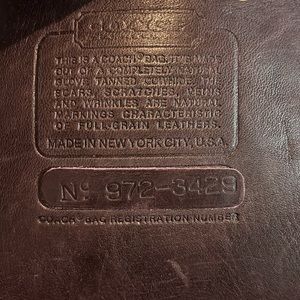 THIS IS A COACH® BAG. IT IS MADE
OUT OF A COMPLETELY NATURAL
GLOVE TANNED COWHIDE. THE
SCARS, SCRATCHES, VEINS
AND WRINKLES ARE NATURAL
MARKINGS CHARACTERISTIC
OF FULL GRAIN LEATHERS.
MADE IN NEW YORK CITY, U.S.A.
No 972-3429
COACH® BAG REGISTRATION NUMBER